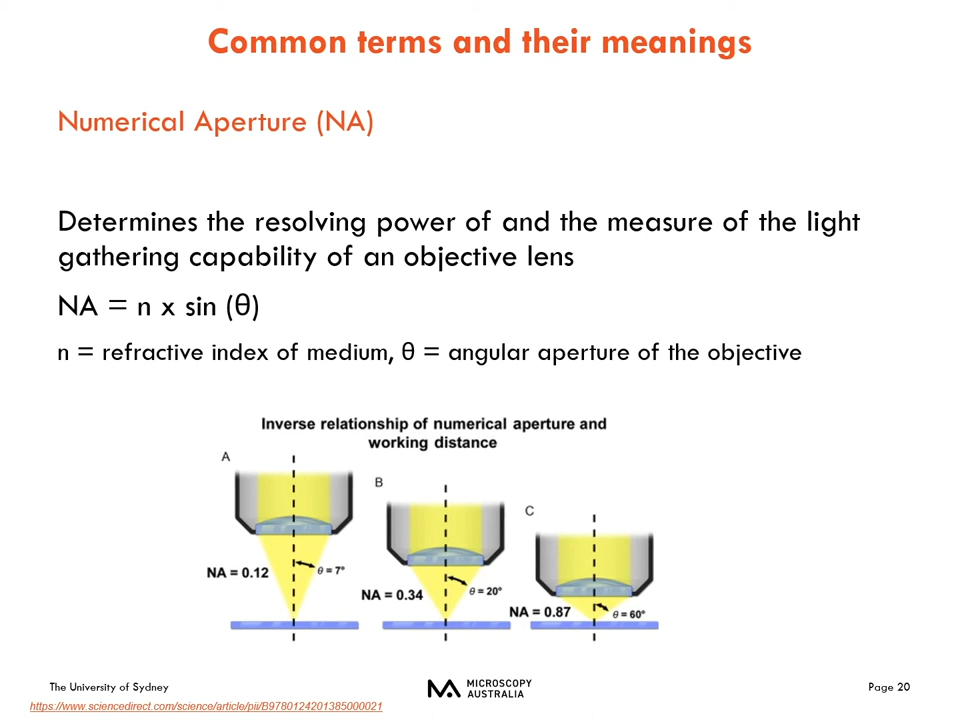 Common terms and their meanings
Numerical Aperture (NA)
Determines the resolving power of and the measure of the light
gathering capability of an objective lens
NA = n x sin (θ)
n = refractive index of medium, θ = angular aperture of the objective
Inverse relationship of numerical aperture and
working distance
A
B
C
NA = 0.12
θ = 7°
NA = 0.34
θ = 20°
NA = 0.87
θ = 60°
The University of Sydney
MICROSCOPY
AUSTRALIA
Page 20
https://www.sciencedirect.com/science/article/pii/B9780124201385000021